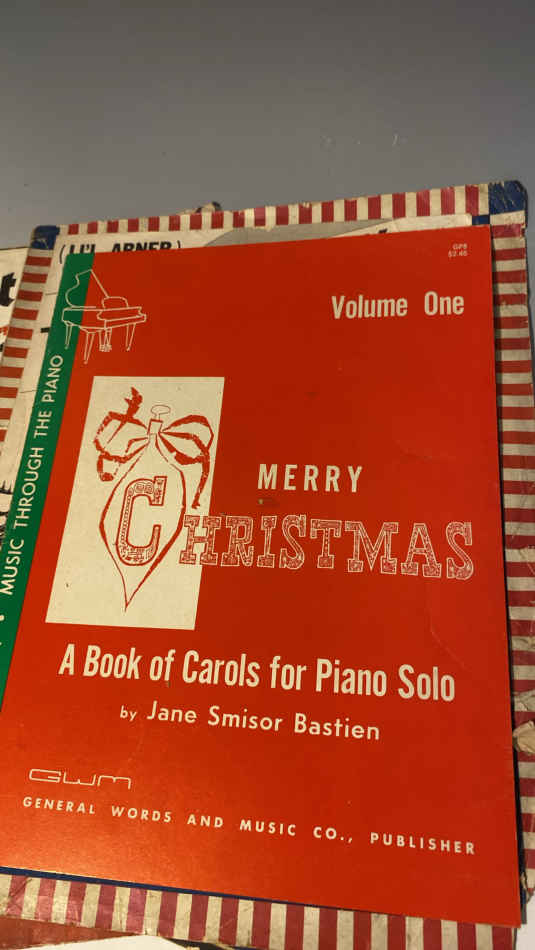 (LI'L ABNER)
GP8
$2.45
Volume One
MUSIC THROUGH THE PIANO
MERRY
CHRISTMAS
A Book of Carols for Piano Solo
by Jane Smisor Bastien
GWM
GENERAL WORDS AND MUSIC CO., PUBLISHER